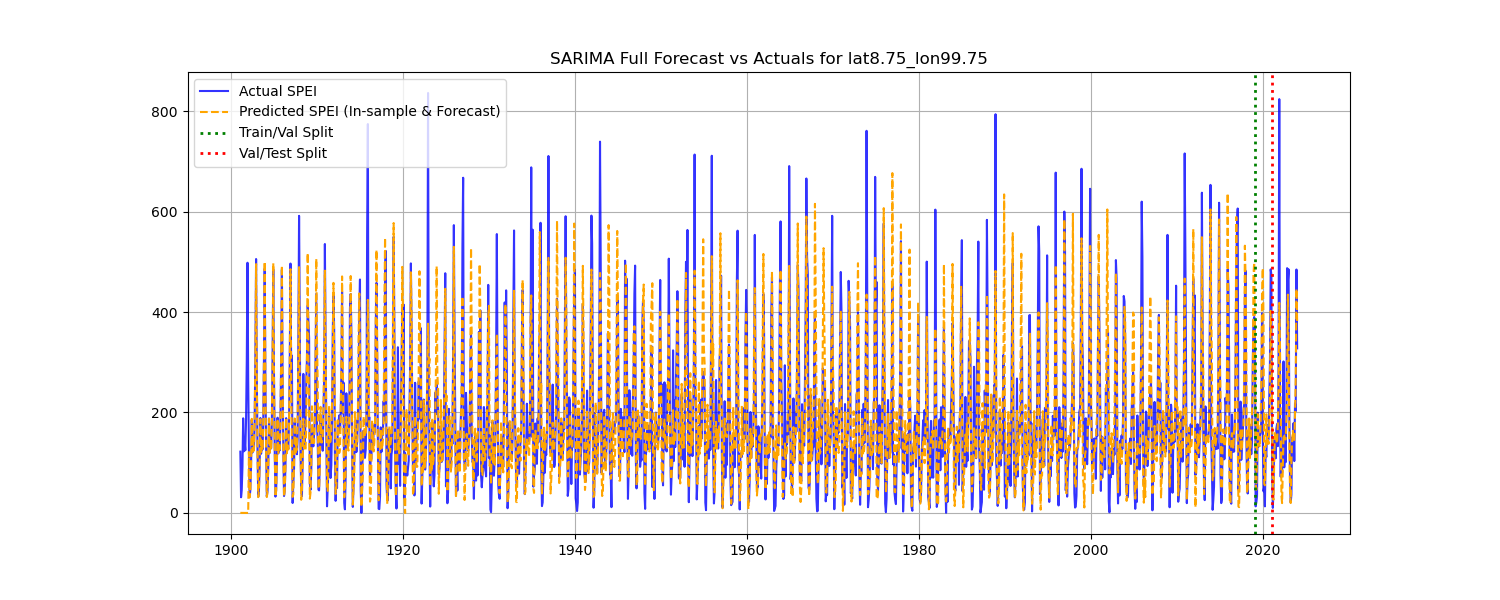 SARIMA Full Forecast vs Actuals for lat8.75_lon99.75
Actual SPEI
Predicted SPEI (In-sample & Forecast)
Train/Val Split
Val/Test Split
800
600
400
200
0
1900 1920 1940 1960 1980 2000 2020